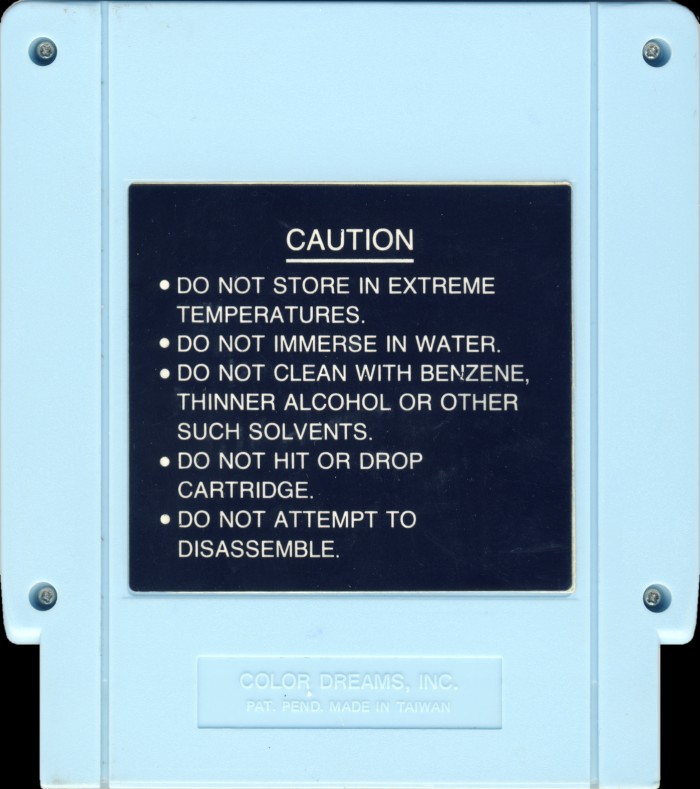 CAUTION
• DO NOT STORE IN EXTREME
TEMPERATURES.
• DO NOT IMMERSE IN WATER.
• DO NOT CLEAN WITH BENZENE,
THINNER ALCOHOL OR OTHER
SUCH SOLVENTS.
• DO NOT HIT OR DROP
CARTRIDGE.
• DO NOT ATTEMPT TO
DISASSEMBLE.
COLOR DREAMS, INC.
PAT. PEND. MADE IN TAIWAN